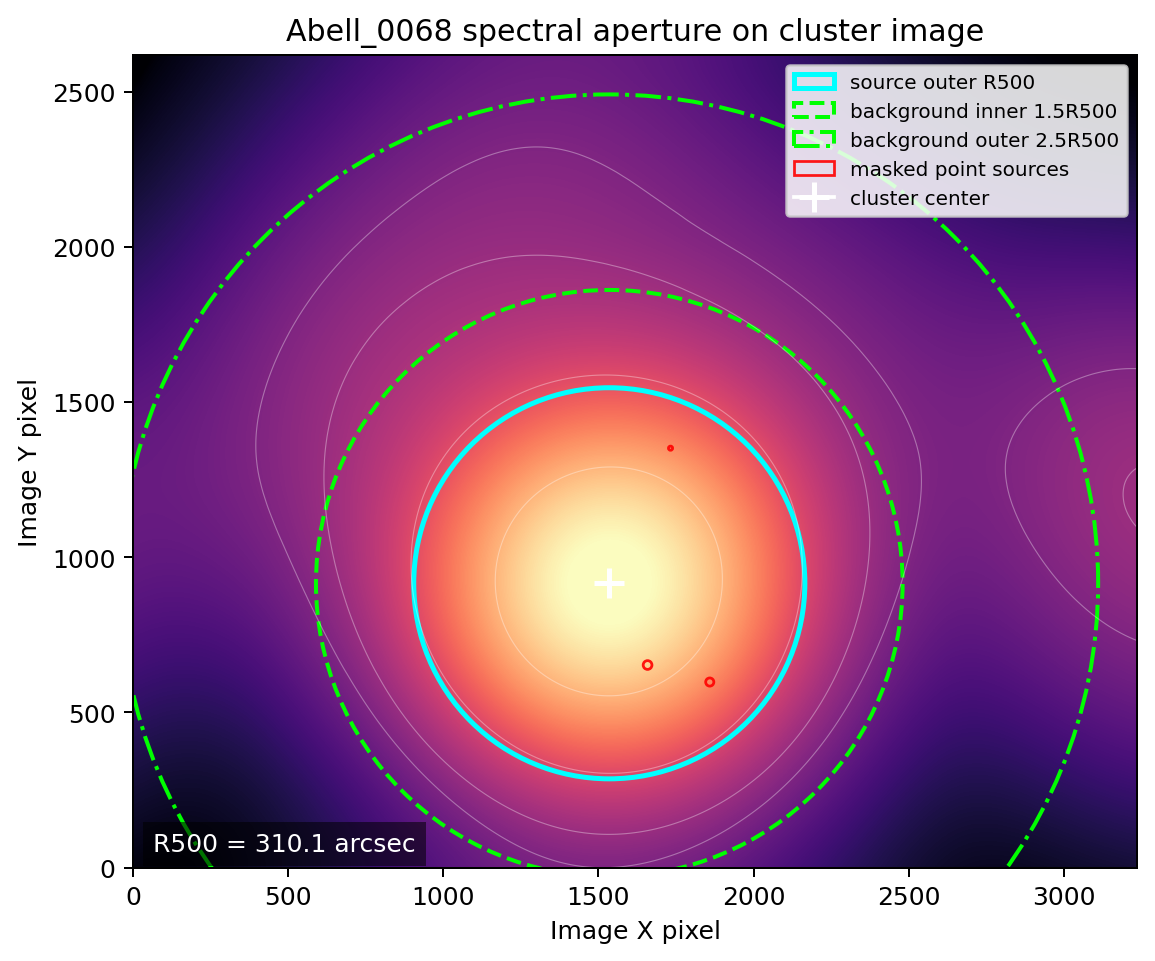 Abell_0068 spectral aperture on cluster image
source outer R500
background inner 1.5R500
background outer 2.5R500
masked point sources
cluster center
Image Y pixel
2500
2000
1500
1000
500
0
R500 = 310.1 arcsec
0 500 1000 1500 2000 2500 3000
Image X pixel